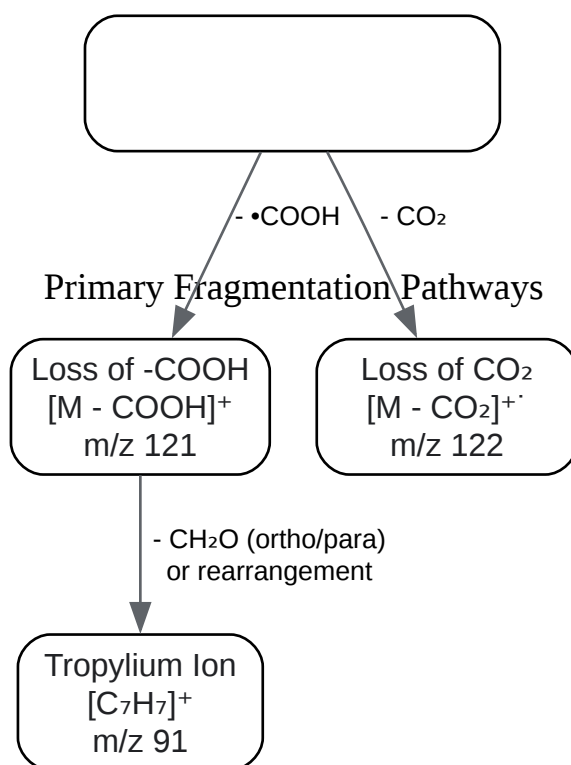 - •COOH
- CO₂
Primary Fragmentation Pathways
Loss of -COOH
[M - COOH]⁺
m/z 121
Loss of CO₂
[M - CO₂]⁺˙
m/z 122
- CH₂O (ortho/para)
or rearrangement
Tropylium Ion
[C₇H₇]⁺
m/z 91